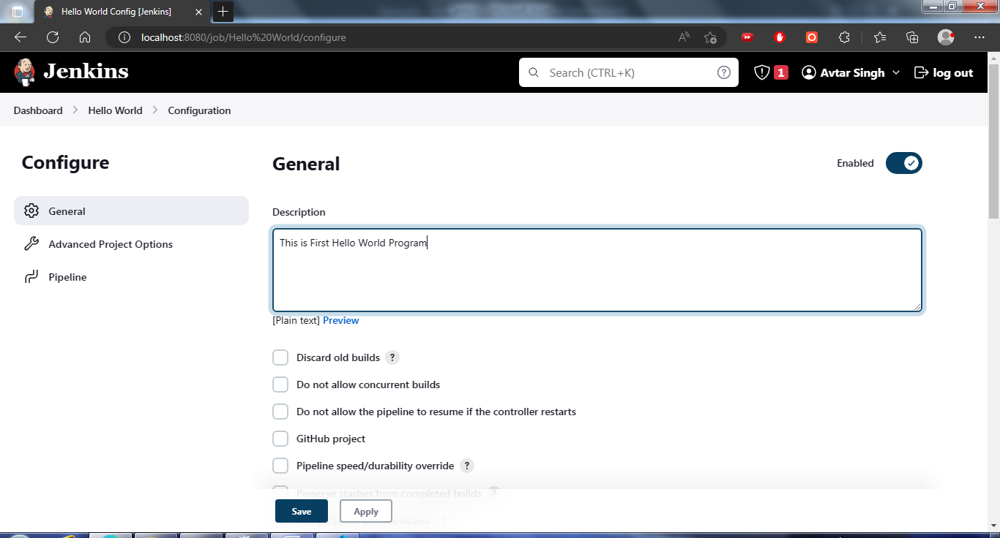 Hello World Config [Jenkins]
localhost:8080/job/Hello%20World/configure
Jenkins
Search (CTRL+K)
?
1
Avtar Singh
log out
Dashboard > Hello World > Configuration
Configure
General
Advanced Project Options
Pipeline
General
Enabled
Description
This is First Hello World Program
[Plain text] Preview
Discard old builds ?
Do not allow concurrent builds
Do not allow the pipeline to resume if the controller restarts
GitHub project
Pipeline speed/durability override ?
Preserve stashes from completed builds ?
Save
Apply